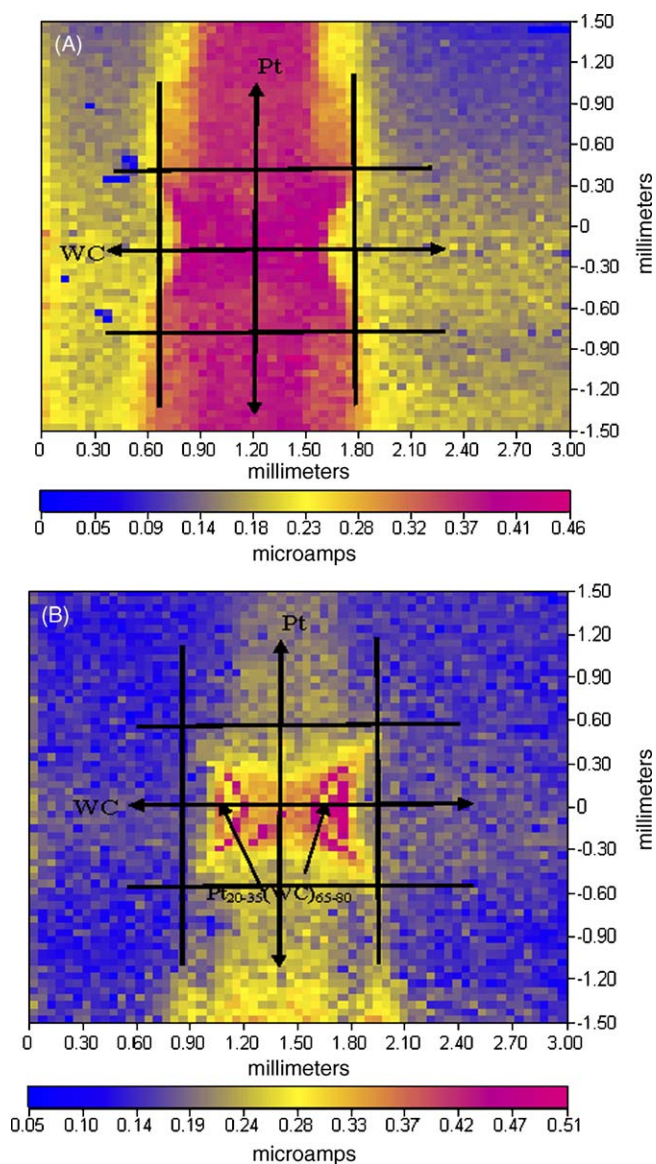 (A)
Pt
WC
1.50
1.20
0.90
0.60
0.30
0
-0.30
-0.60
-0.90
-1.20
-1.50
millimeters
0 0.30 0.60 0.90 1.20 1.50 1.80 2.10 2.40 2.70 3.00
millimeters
0 0.05 0.09 0.14 0.18 0.23 0.28 0.32 0.37 0.41 0.46
microamps
(B)
Pt
WC
Pt20-35(WC)65-80
1.50
1.20
0.90
0.60
0.30
0
-0.30
-0.60
-0.90
-1.20
-1.50
millimeters
0 0.30 0.60 0.90 1.20 1.50 1.80 2.10 2.40 2.70 3.00
millimeters
0.05 0.10 0.14 0.19 0.24 0.28 0.33 0.37 0.42 0.47 0.51
microamps